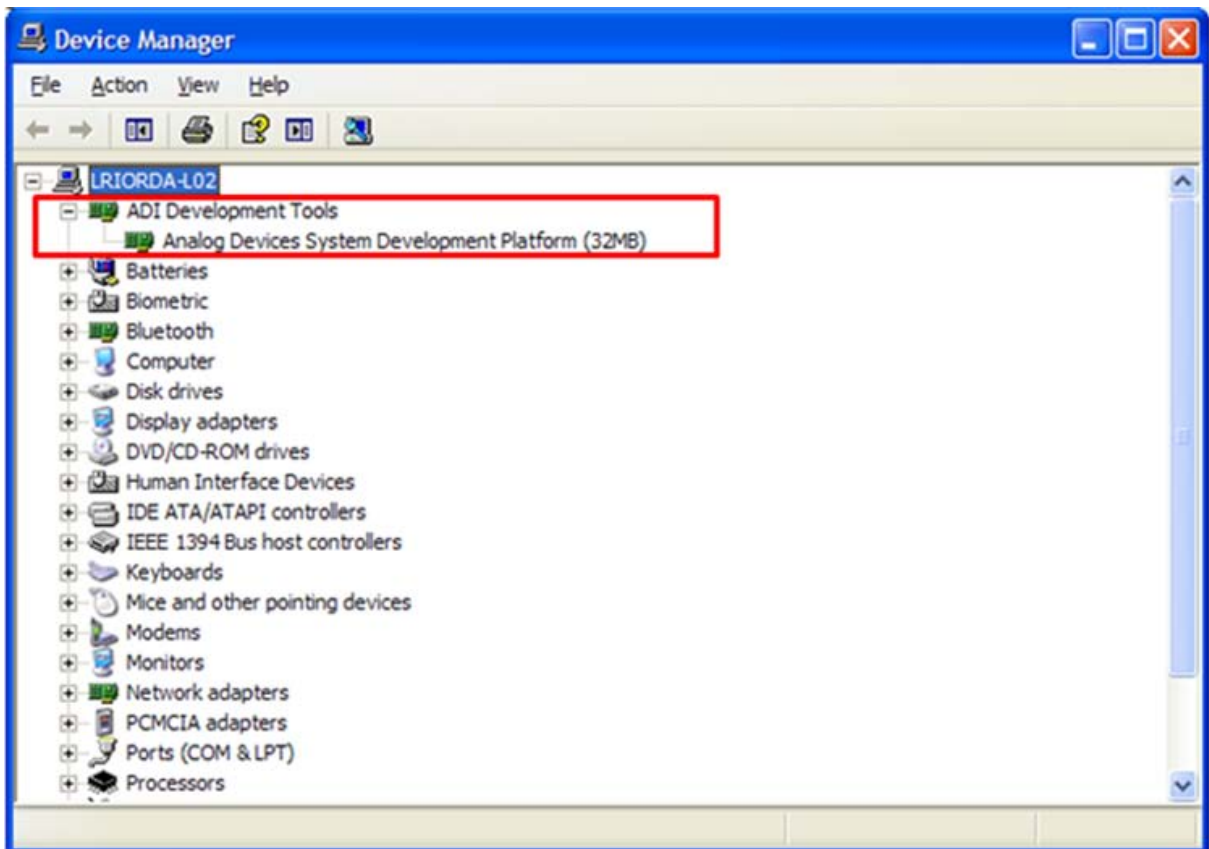 Device Manager
File Action View Help
LRIORDA-L02
ADI Development Tools
Analog Devices System Development Platform (32MB)
Batteries
Biometric
Bluetooth
Computer
Disk drives
Display adapters
DVD/CD-ROM drives
Human Interface Devices
IDE ATA/ATAPI controllers
IEEE 1394 Bus host controllers
Keyboards
Mice and other pointing devices
Modems
Monitors
Network adapters
PCMCIA adapters
Ports (COM & LPT)
Processors